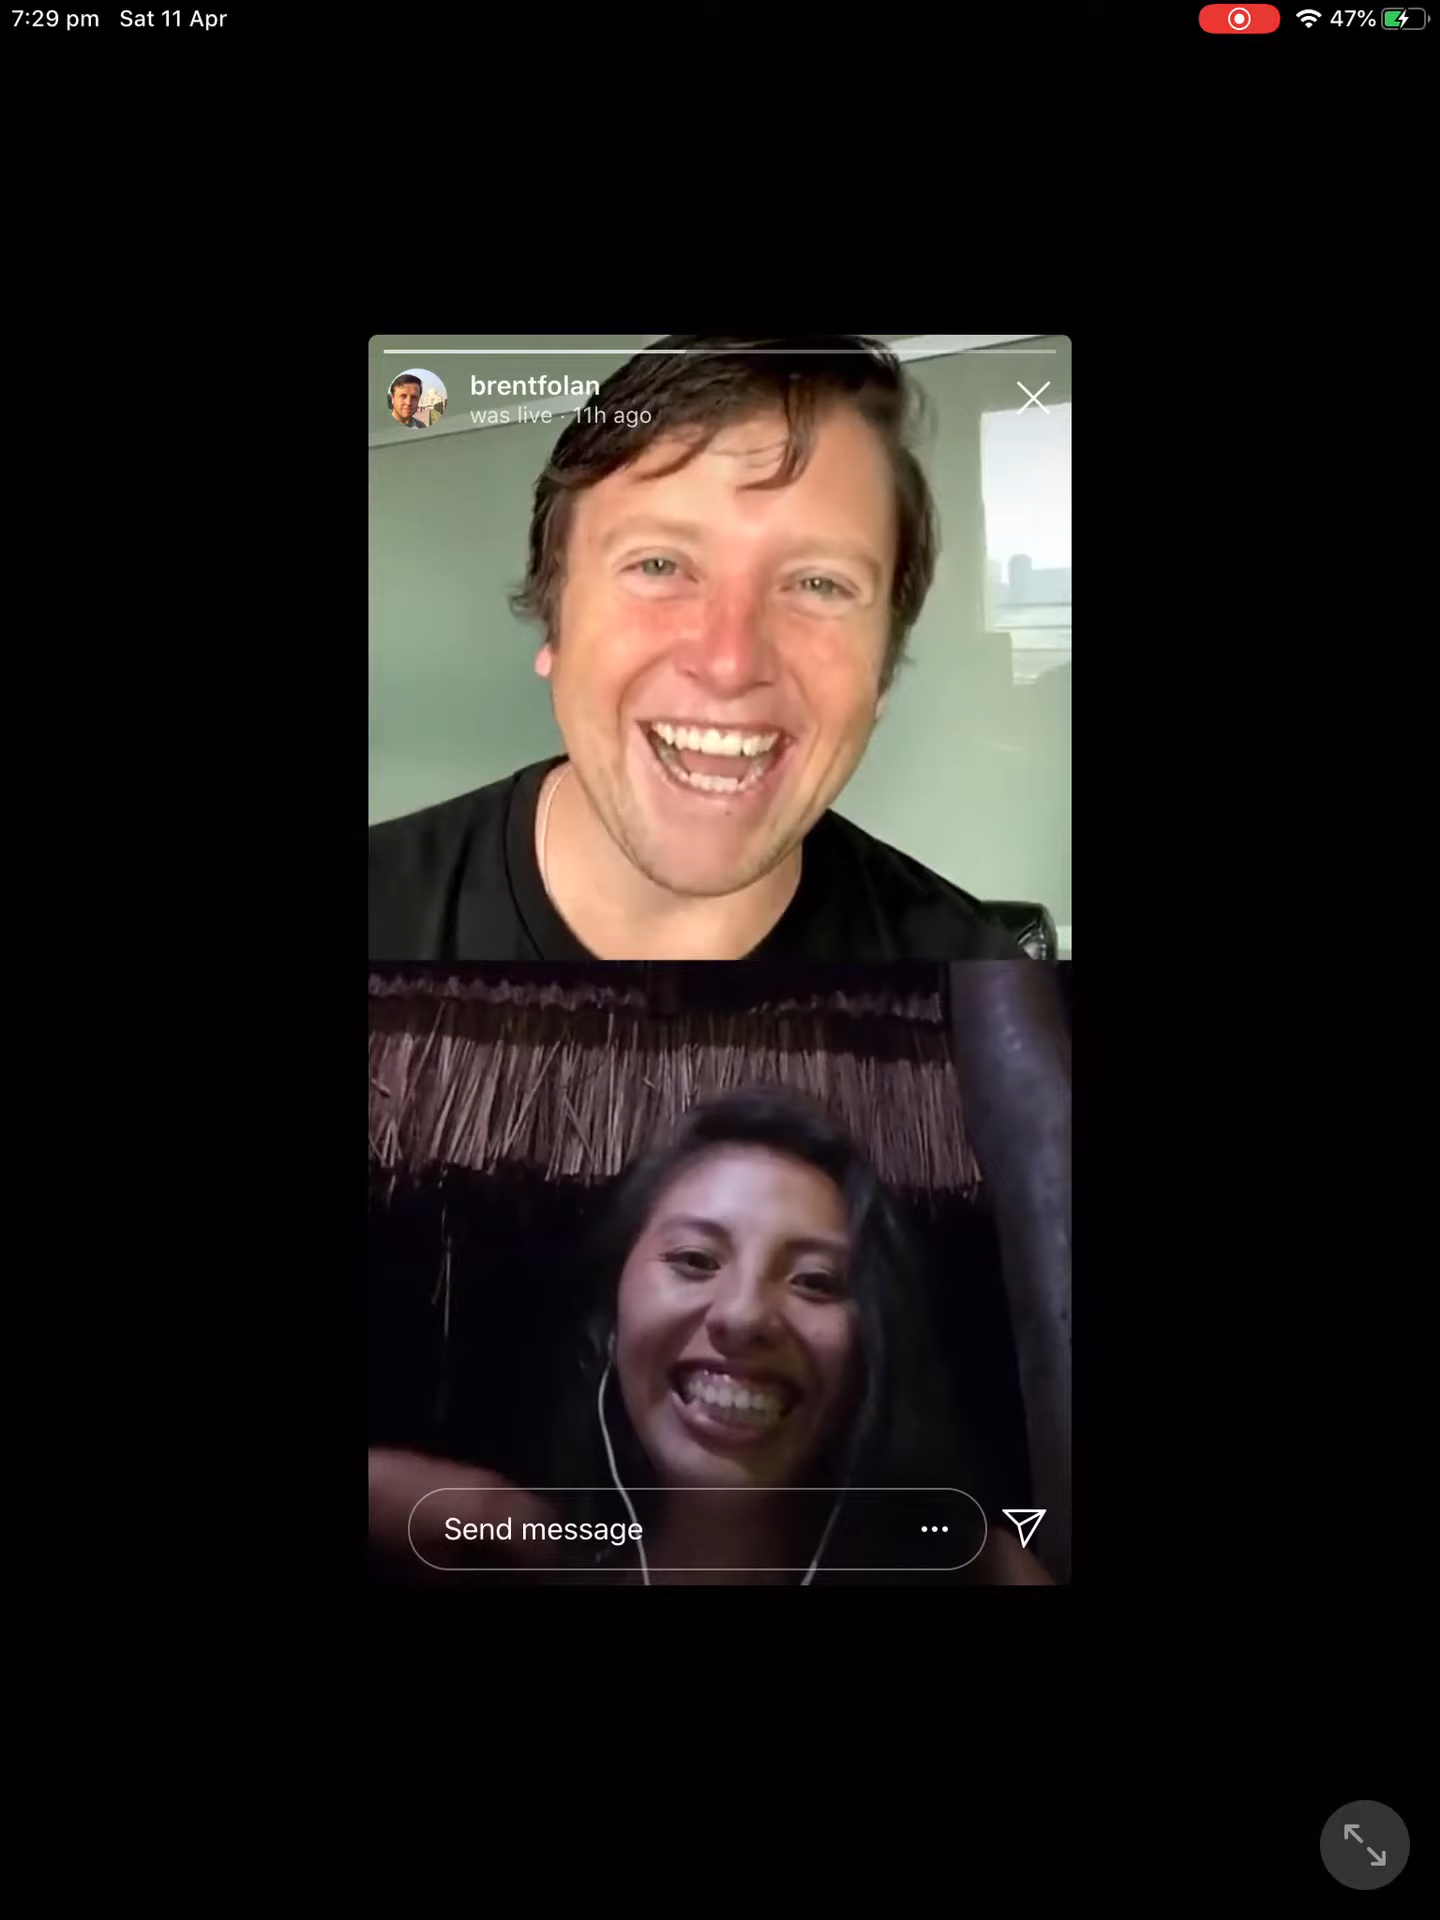 7:29 pm Sat 11 Apr
47%
brentfolan
was live · 11h ago
Send message